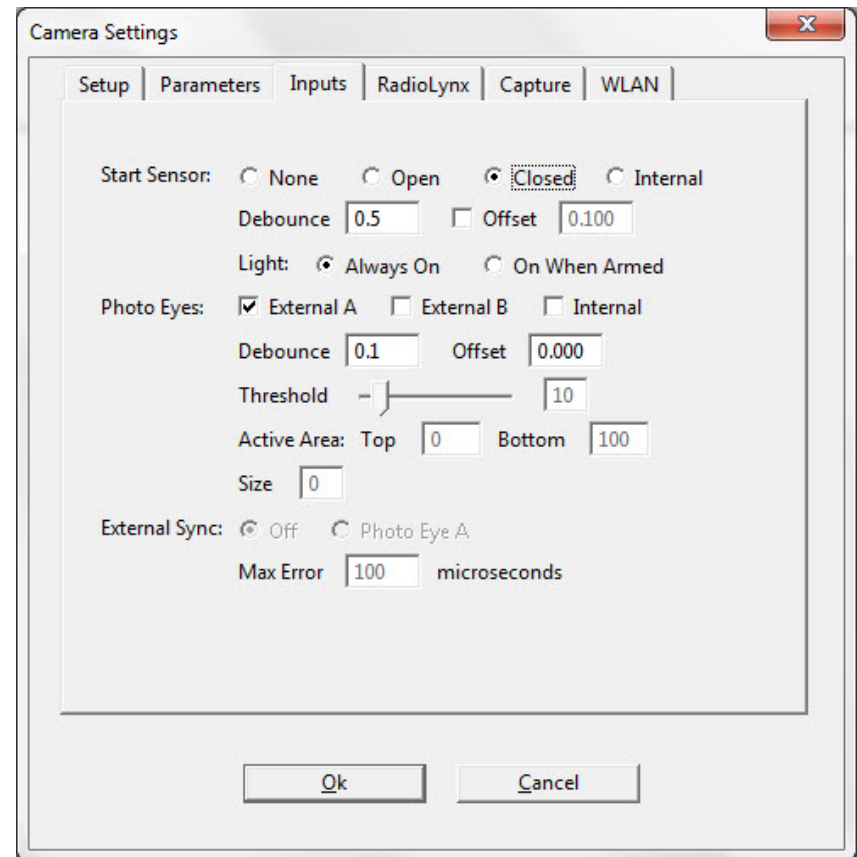 Camera Settings
Setup Parameters Inputs RadioLynx Capture WLAN
Start Sensor: None Open Closed Internal
Debounce 0.5 Offset 0.100
Light: Always On On When Armed
Photo Eyes: External A External B Internal
Debounce 0.1 Offset 0.000
Threshold 10
Active Area: Top 0 Bottom 100
Size 0
External Sync: Off Photo Eye A
Max Error 100 microseconds
Ok Cancel